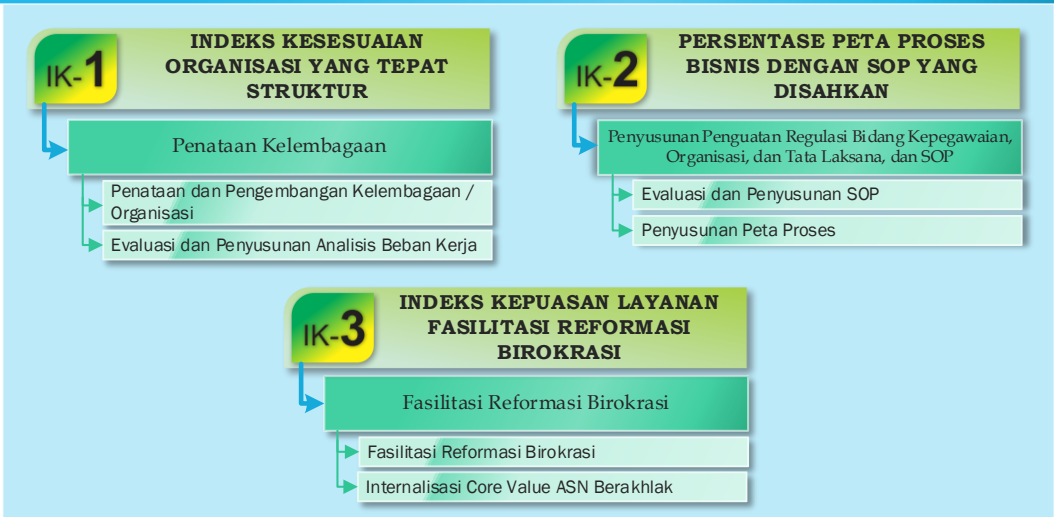 IK-1
INDEKS KESESUAIAN
ORGANISASI YANG TEPAT
STRUKTUR
Penataan Kelembagaan
Penataan dan Pengembangan Kelembagaan /
Organisasi
Evaluasi dan Penyusunan Analisis Beban Kerja
IK-2
PERSENTASE PETA PROSES
BISNIS DENGAN SOP YANG
DISAHKAN
Penyusunan Penguatan Regulasi Bidang Kepegawaian,
Organisasi, dan Tata Laksana, dan SOP
Evaluasi dan Penyusunan SOP
Penyusunan Peta Proses
IK-3
INDEKS KEPUASAN LAYANAN
FASILITASI REFORMASI
BIROKRASI
Fasilitasi Reformasi Birokrasi
Fasilitasi Reformasi Birokrasi
Internalisasi Core Value ASN Berakhlak